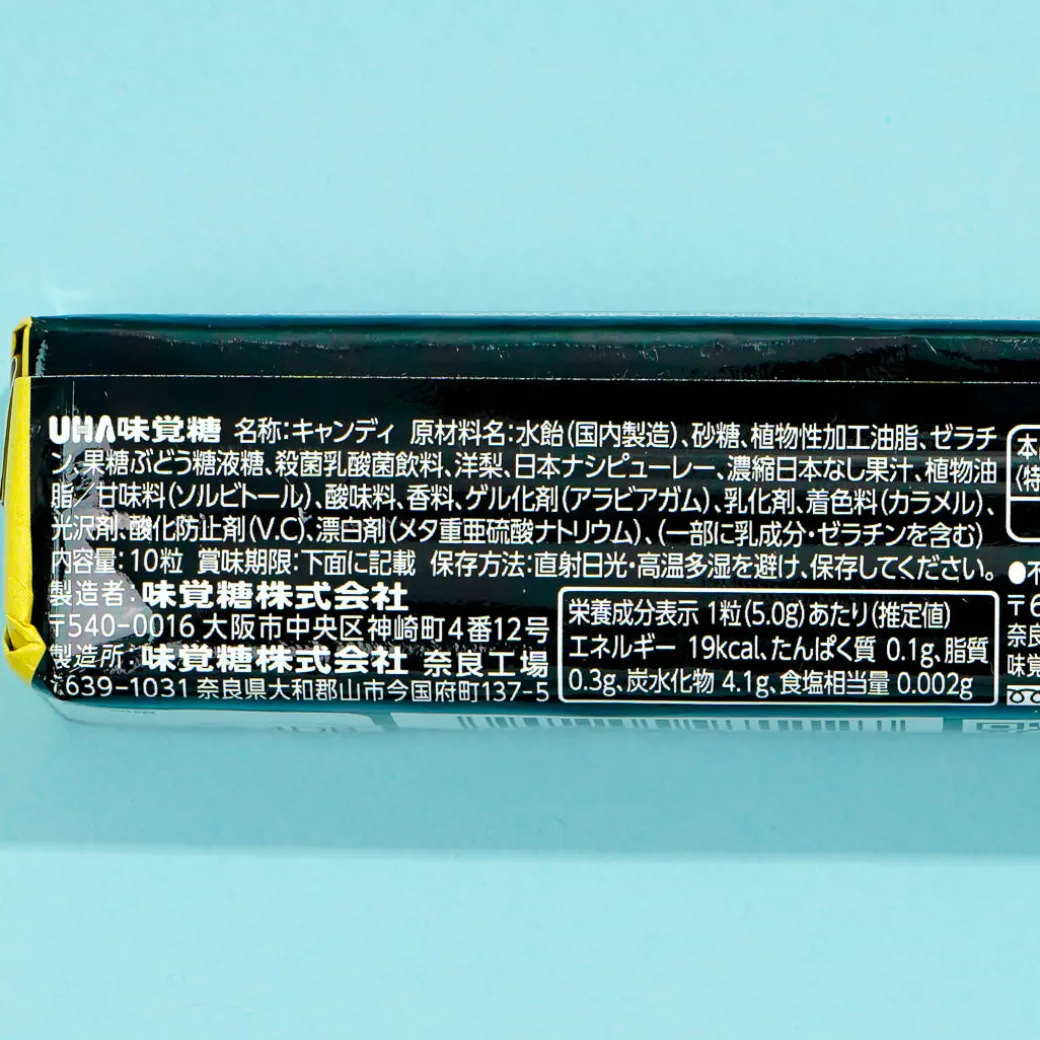 UHA味覚糖 名称:キャンディ 原材料名:水飴(国内製造)、砂糖、植物性加工油脂、ゼラチ
ン、果糖ぶどう糖液糖、殺菌乳酸菌飲料、洋梨、日本ナシピューレー、濃縮日本なし果汁、植物油
脂/甘味料(ソルビトール)、酸味料、香料、ゲル化剤(アラビアガム)、乳化剤、着色料(カラメル)、
光沢剤、酸化防止剤(V.C)、漂白剤(メタ重亜硫酸ナトリウム)、(一部に乳成分・ゼラチンを含む)
内容量:10粒 賞味期限:下面に記載 保存方法:直射日光・高温多湿を避け、保存してください。
製造者:味覚糖株式会社
〒540-0016 大阪市中央区神崎町4番12号
製造所:味覚糖株式会社 奈良工場
〒639-1031 奈良県大和郡山市今国府町137-5
栄養成分表示 1粒(5.0g)あたり(推定値)
エネルギー 19kcal、たんぱく質 0.1g、脂質
0.3g、炭水化物 4.1g、食塩相当量 0.002g
本
(特
●不
〒6
奈良
味覚